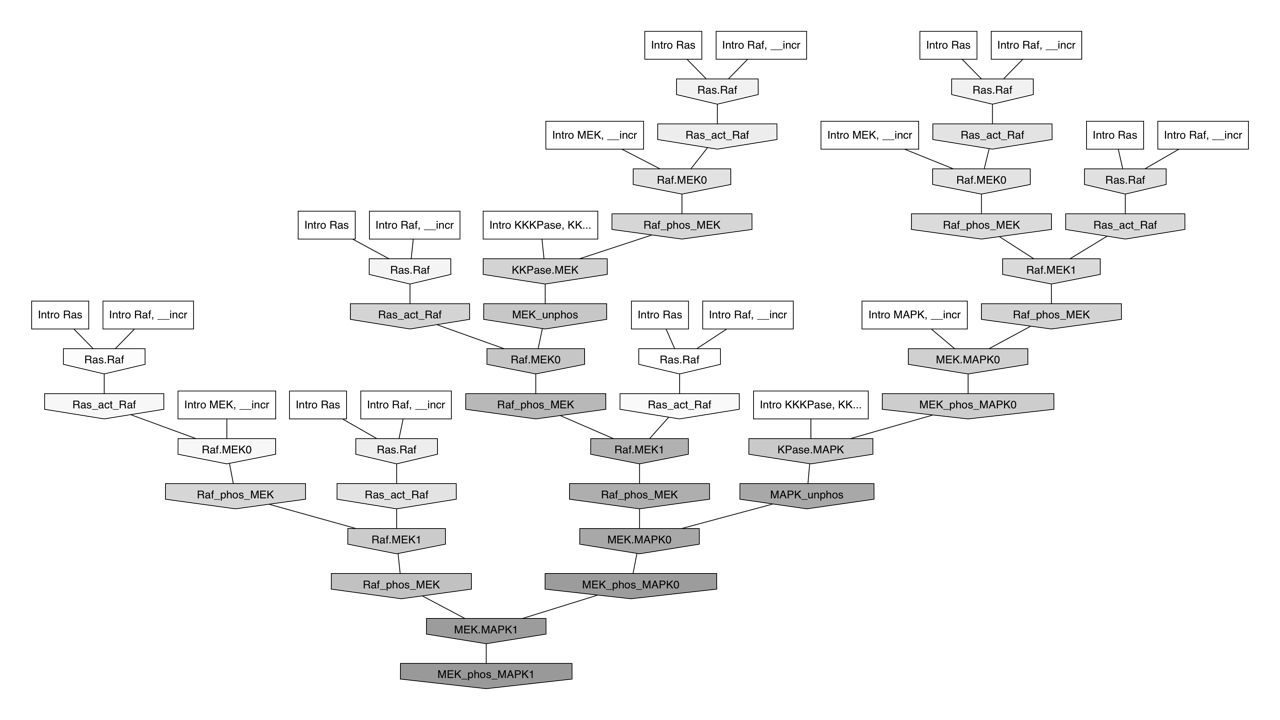 Intro Ras
Intro Raf, __incr
Intro Ras
Intro Raf, __incr
Ras.Raf
Ras.Raf
Intro MEK, __incr
Ras_act_Raf
Intro MEK, __incr
Ras_act_Raf
Intro Ras
Intro Raf, __incr
Raf.MEK0
Raf.MEK0
Ras.Raf
Intro Ras
Intro Raf, __incr
Intro KKKPase, KK...
Raf_phos_MEK
Raf_phos_MEK
Ras_act_Raf
Ras.Raf
KKPase.MEK
Raf.MEK1
Intro Ras
Intro Raf, __incr
Ras_act_Raf
MEK_unphos
Intro Ras
Intro Raf, __incr
Intro MAPK, __incr
Raf_phos_MEK
Ras.Raf
Raf.MEK0
Ras.Raf
MEK.MAPK0
Ras_act_Raf
Intro MEK, __incr
Intro Ras
Intro Raf, __incr
Raf_phos_MEK
Ras_act_Raf
Intro KKKPase, KK...
MEK_phos_MAPK0
Raf.MEK0
Ras.Raf
Raf.MEK1
KPase.MAPK
Raf_phos_MEK
Ras_act_Raf
Raf_phos_MEK
MAPK_unphos
Raf.MEK1
MEK.MAPK0
Raf_phos_MEK
MEK_phos_MAPK0
MEK.MAPK1
MEK_phos_MAPK1